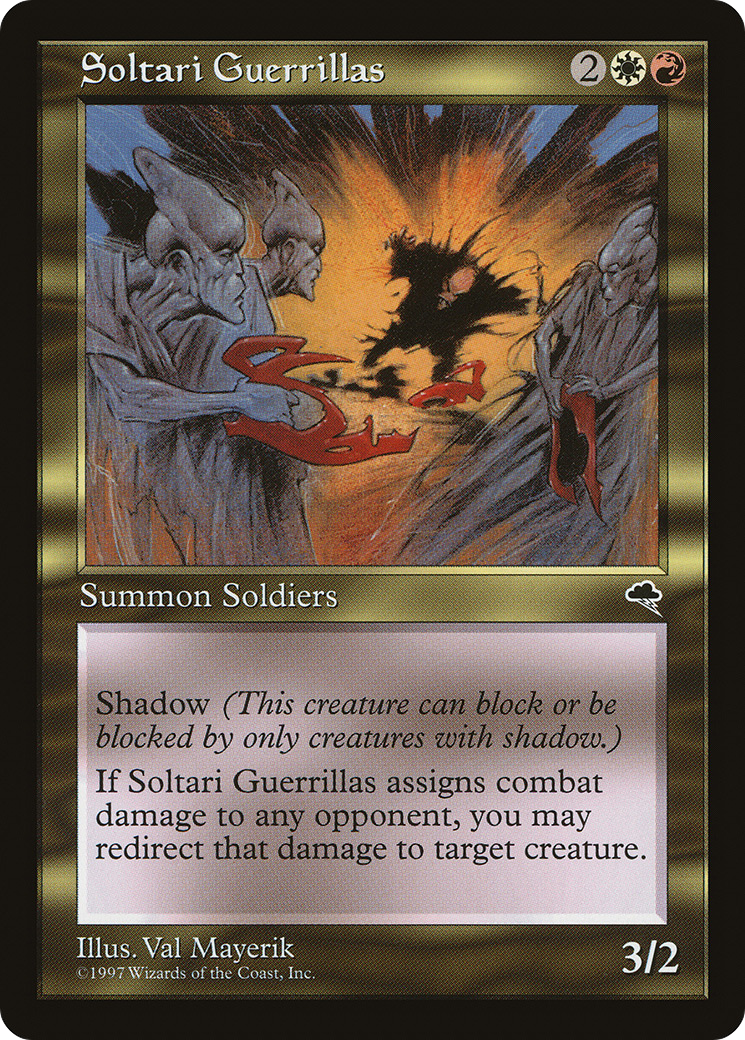 Soltari Guerrillas
2
Summon Soldiers
Shadow (This creature can block or be
blocked by only creatures with shadow.)
If Soltari Guerrillas assigns combat
damage to any opponent, you may
redirect that damage to target creature.
Illus. Val Mayerik
©1997 Wizards of the Coast, Inc.
3/2